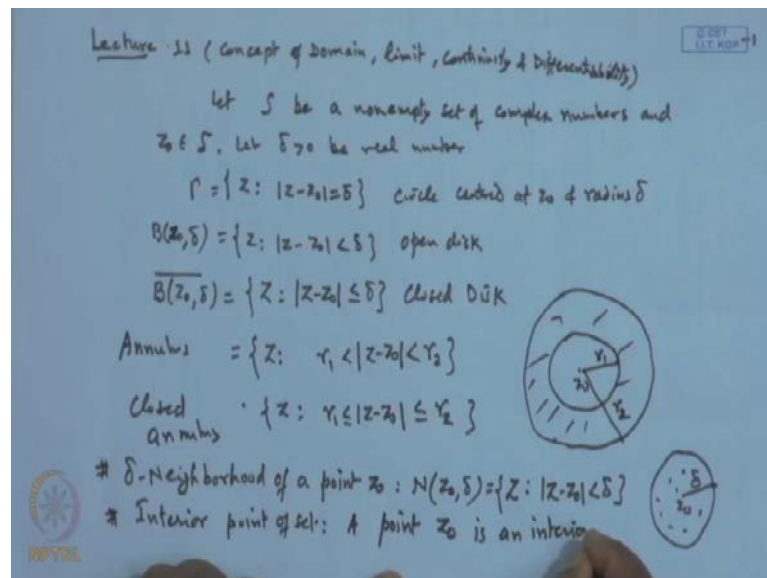 Lecture 11 (Concept of Domain, limit, Continuity & Differentiability)
Let S be a nonempty set of complex numbers and
z₀ ∈ S. Let δ>0 be real number
Γ = {z: |z-z₀|=δ} circle centred at z₀ & radius δ
B(z₀,δ) = {z: |z-z₀|<δ} open disk
B̅(̅z̅₀̅,̅δ̅)̅ = {z: |z-z₀| ≤ δ} Closed Disk
Annulus = {z: r₁<|z-z₀|<r₂}
Closed annulus {z: r₁≤|z-z₀|≤r₂}
r₁
z₀
r₂
# δ-Neighborhood of a point z₀: N(z₀,δ)={z: |z-z₀|<δ}
δ
z₀
# Interior point of set: A point z₀ is an interio
© CET
I.I.T. KGP
NPTEL